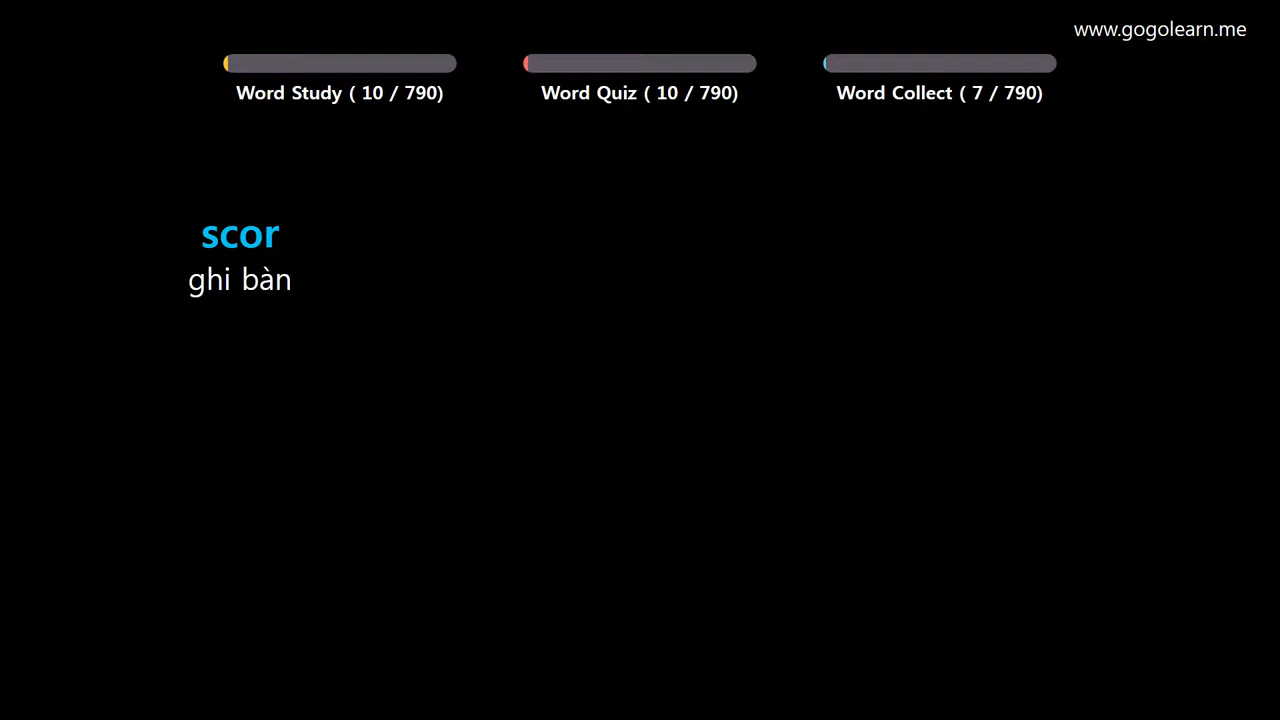 www.gogolearn.me
Word Study ( 10 / 790)
Word Quiz ( 10 / 790)
Word Collect ( 7 / 790)
scor
ghi bàn